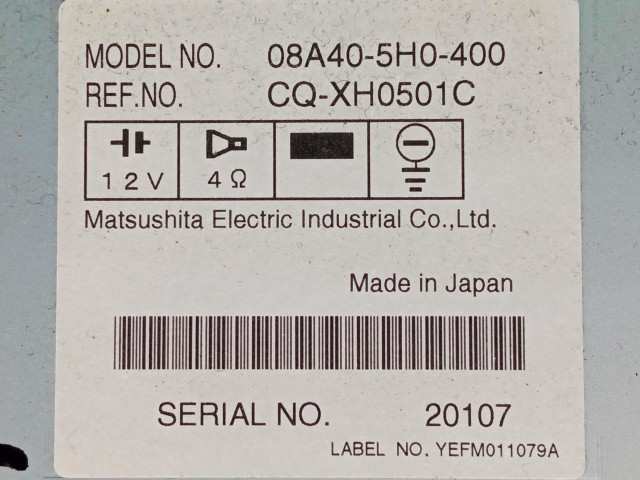 MODEL NO. 08A40-5H0-400
REF.NO. CQ-XH0501C
12V 4Ω
Matsushita Electric Industrial Co.,Ltd.
Made in Japan
SERIAL NO. 20107
LABEL NO. YEFM011079A